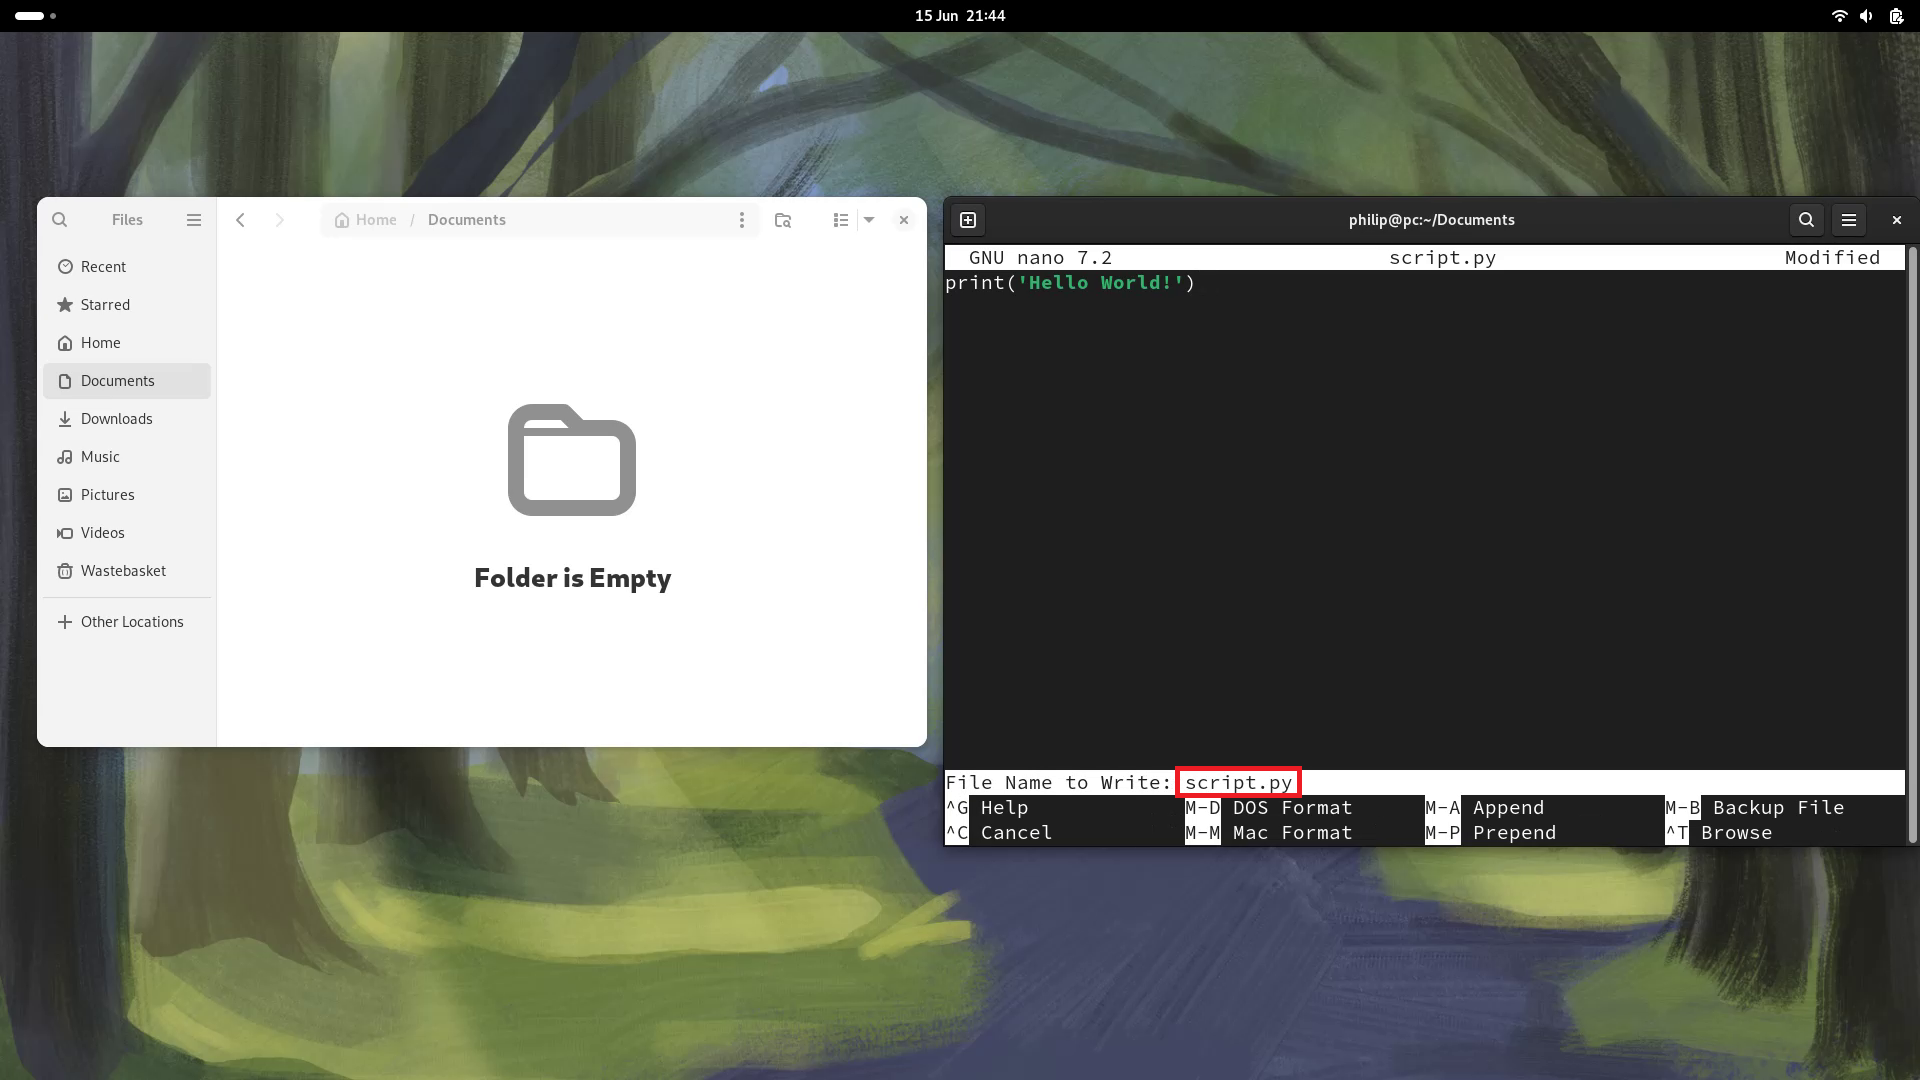 15 Jun 21:44
Files
Home / Documents
Recent
Starred
Home
Documents
Downloads
Music
Pictures
Videos
Wastebasket
Other Locations
Folder is Empty
philip@pc:~/Documents
GNU nano 7.2 script.py Modified
print('Hello World!')
File Name to Write: script.py
^G Help M-D DOS Format M-A Append M-B Backup File
^C Cancel M-M Mac Format M-P Prepend ^T Browse